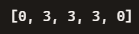 [0, 3, 3, 3, 0]